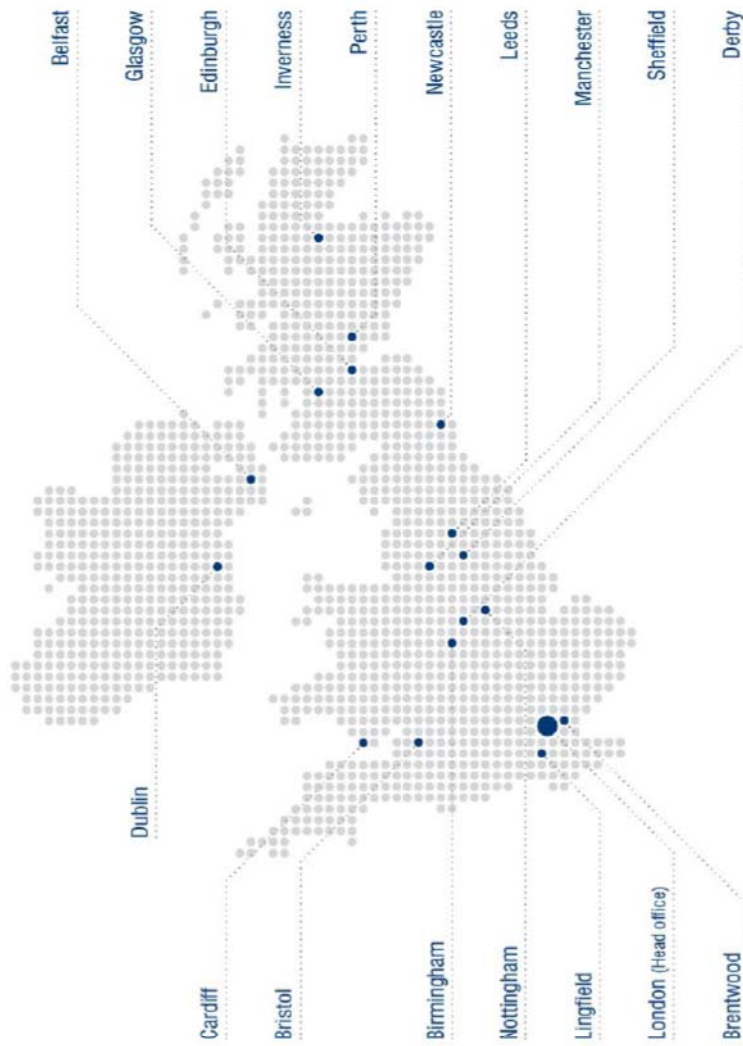 Belfast
Glasgow
Edinburgh
Inverness
Perth
Newcastle
Leeds
Manchester
Sheffield
Derby
Dublin
Cardiff
Bristol
Birmingham
Nottingham
Lingfield
London (Head office)
Brentwood